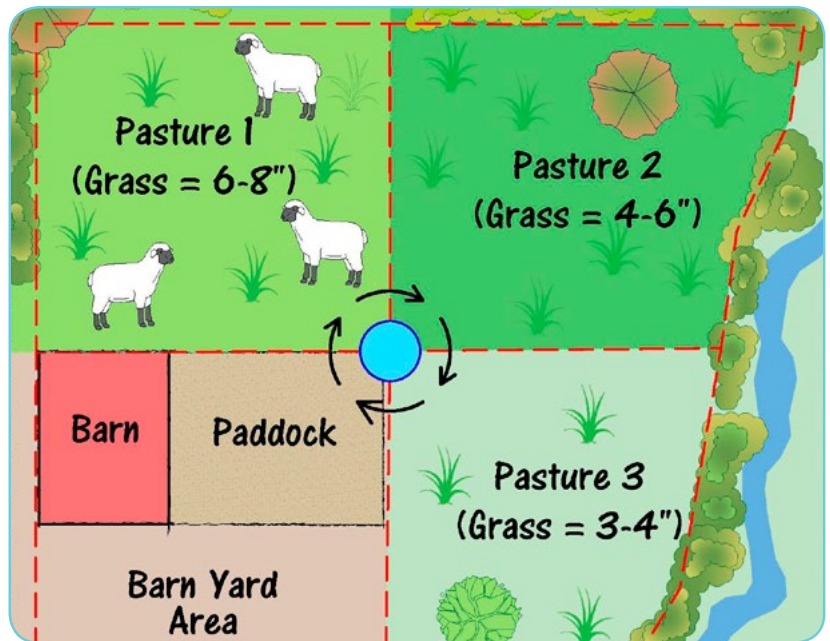 Pasture 1
(Grass = 6-8")
Pasture 2
(Grass = 4-6")
Barn
Paddock
Pasture 3
(Grass = 3-4")
Barn Yard
Area